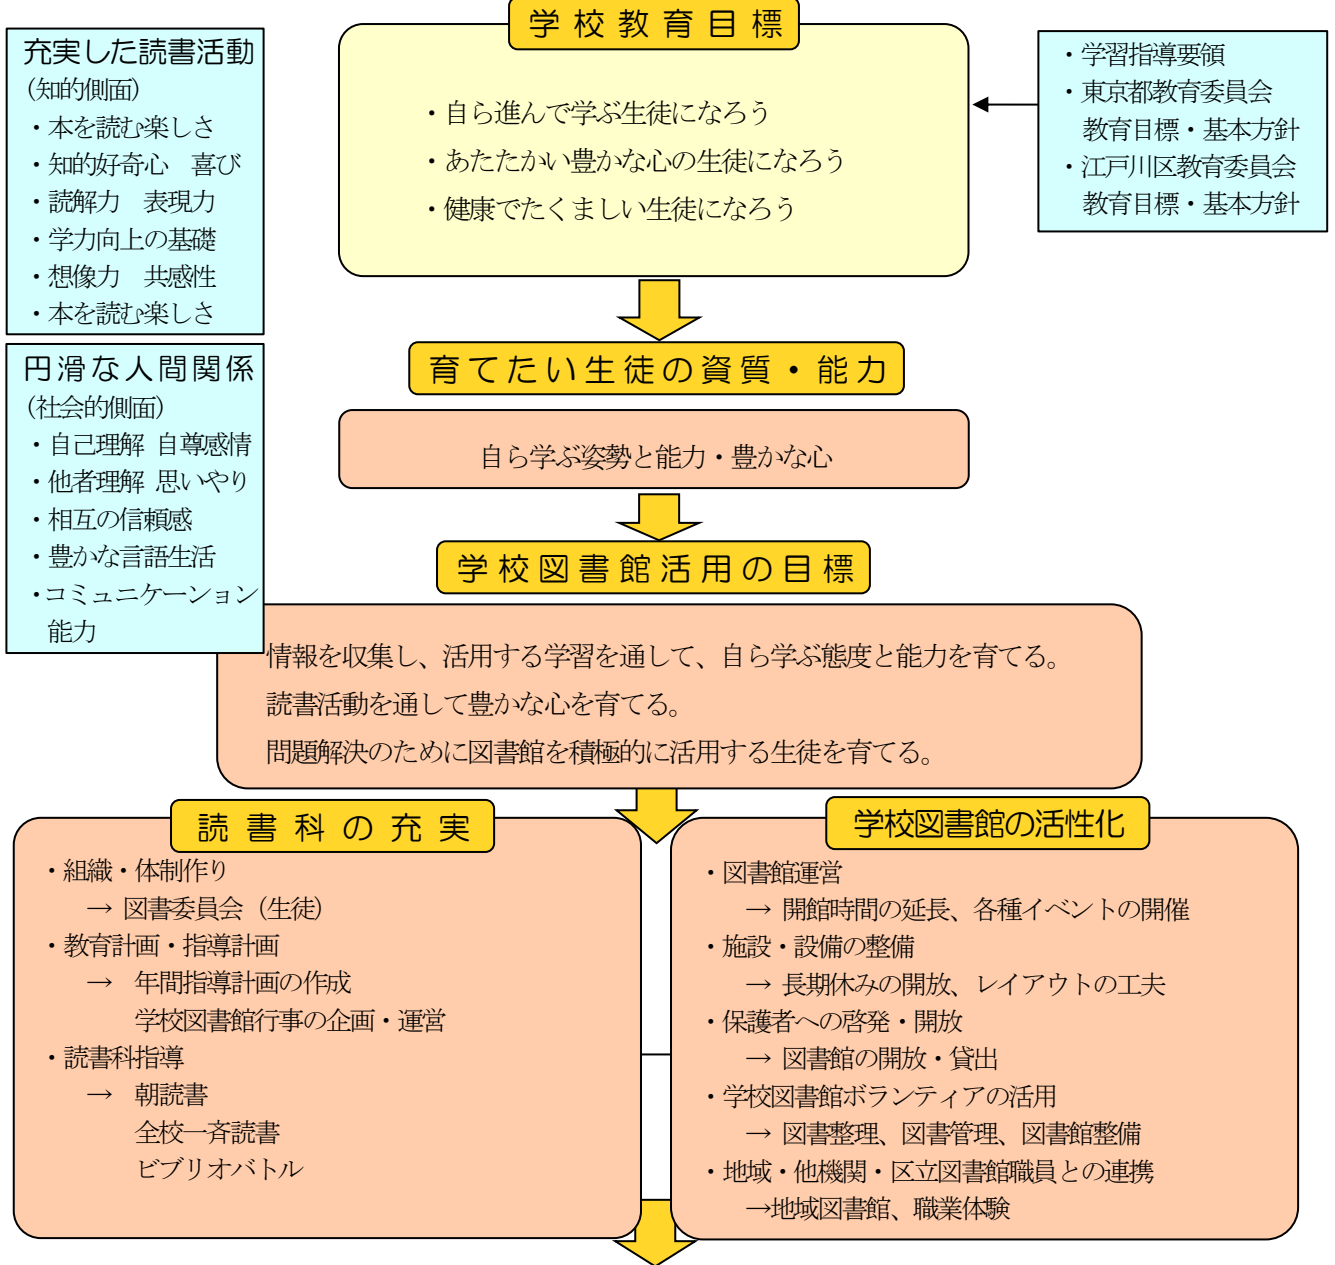 学校教育目標
・自ら進んで学ぶ生徒になろう
・あたたかい豊かな心の生徒になろう
・健康でたくましい生徒になろう
充実した読書活動
(知的側面)
・本を読む楽しさ
・知的好奇心　喜び
・読解力　表現力
・学力向上の基礎
・想像力　共感性
・本を読む楽しさ
・学習指導要領
・東京都教育委員会
教育目標・基本方針
・江戸川区教育委員会
教育目標・基本方針
円滑な人間関係
(社会的側面)
・自己理解 自尊感情
・他者理解 思いやり
・相互の信頼感
・豊かな言語生活
・コミュニケーション
能力
育てたい生徒の資質・能力
自ら学ぶ姿勢と能力・豊かな心
学校図書館活用の目標
情報を収集し、活用する学習を通して、自ら学ぶ態度と能力を育てる。
読書活動を通して豊かな心を育てる。
問題解決のために図書館を積極的に活用する生徒を育てる。
読書科の充実
・組織・体制作り
→ 図書委員会（生徒）
・教育計画・指導計画
→　年間指導計画の作成
学校図書館行事の企画・運営
・読書科指導
→　朝読書
全校一斉読書
ビブリオバトル
学校図書館の活性化
・図書館運営
→ 開館時間の延長、各種イベントの開催
・施設・設備の整備
→ 長期休みの開放、レイアウトの工夫
・保護者への啓発・開放
→ 図書館の開放・貸出
・学校図書館ボランティアの活用
→ 図書整理、図書管理、図書館整備
・地域・他機関・区立図書館職員との連携
→地域図書館、職業体験